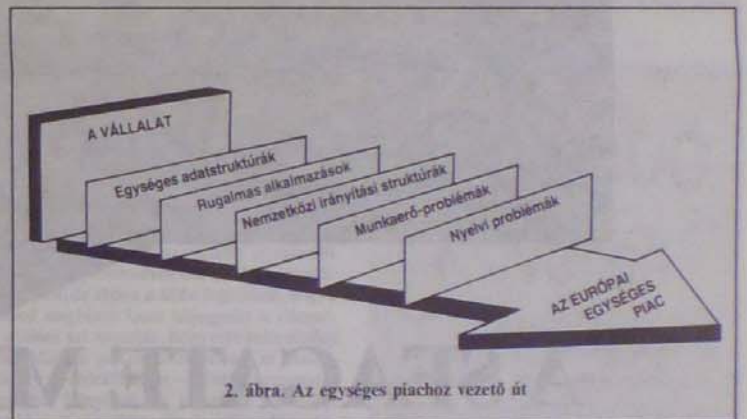 A VÁLLALAT
Egységes adatstruktúrák
Rugalmas alkalmazások
Nemzetközi irányítási struktúrák
Munkaerő-problémák
Nyelvi problémák
AZ EURÓPAI
EGYSÉGES
PIAC
2. ábra. Az egységes piachoz vezető út